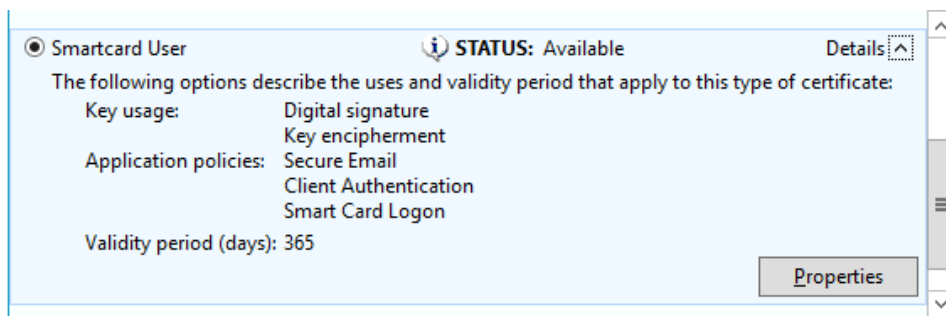 Smartcard User STATUS: Available Details
The following options describe the uses and validity period that apply to this type of certificate:
Key usage: Digital signature
Key encipherment
Application policies: Secure Email
Client Authentication
Smart Card Logon
Validity period (days): 365
Properties